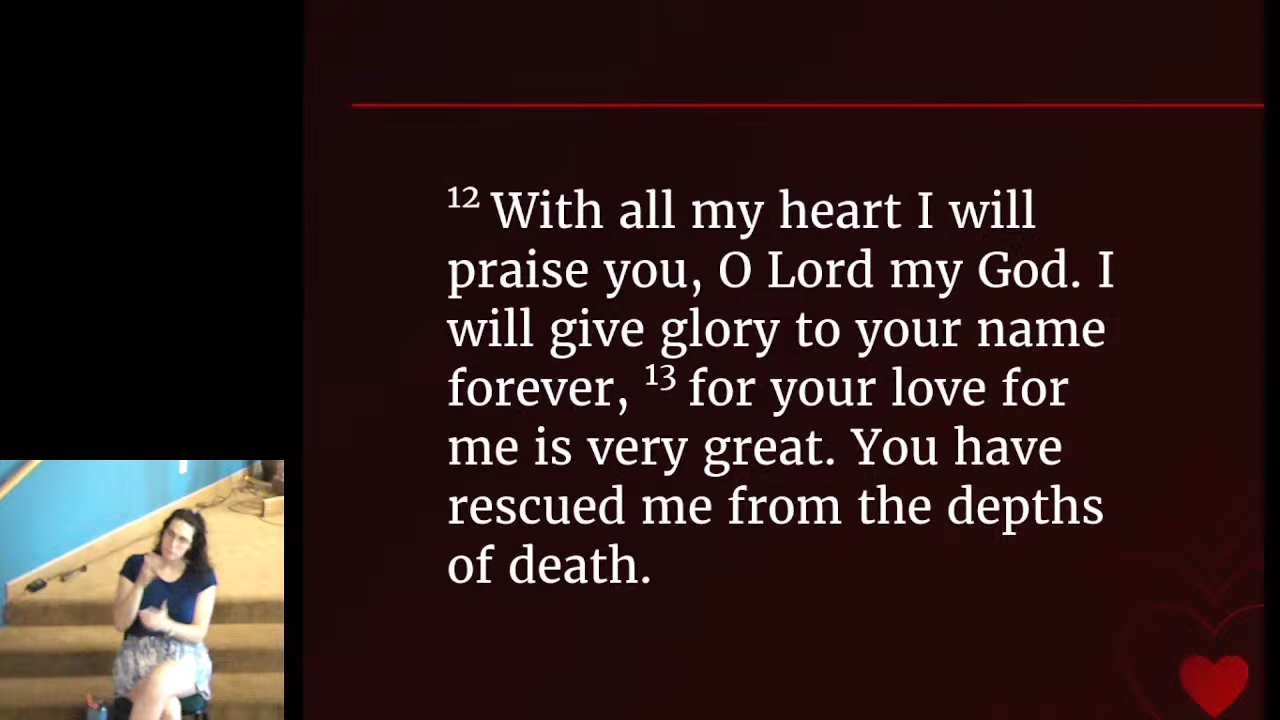 ¹² With all my heart I will
praise you, O Lord my God. I
will give glory to your name
forever, ¹³ for your love for
me is very great. You have
rescued me from the depths
of death.